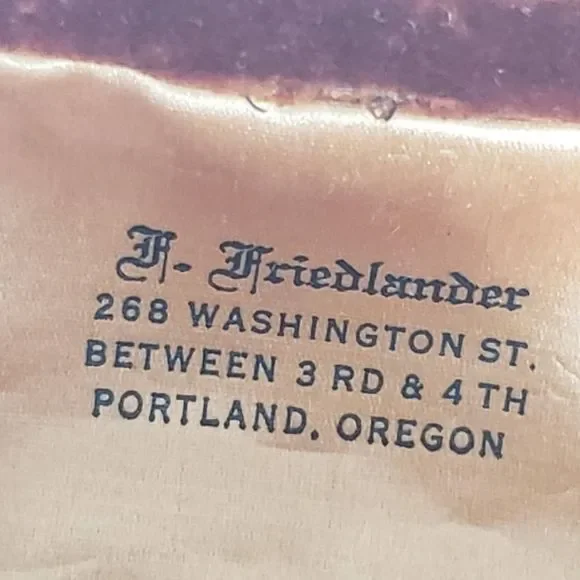 F. Friedlander
268 WASHINGTON ST.
BETWEEN 3 RD & 4 TH
PORTLAND, OREGON